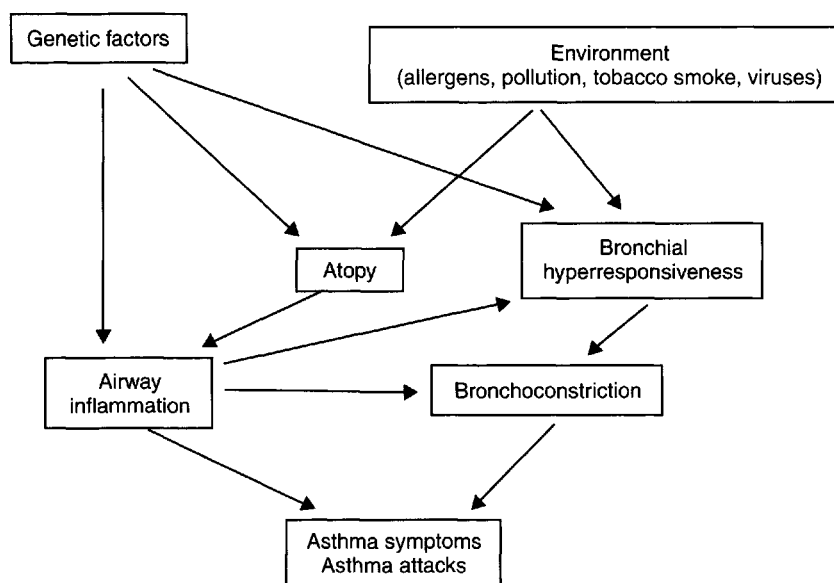 Genetic factors
Environment
(allergens, pollution, tobacco smoke, viruses)
Atopy
Bronchial
hyperresponsiveness
Airway
inflammation
Bronchoconstriction
Asthma symptoms
Asthma attacks